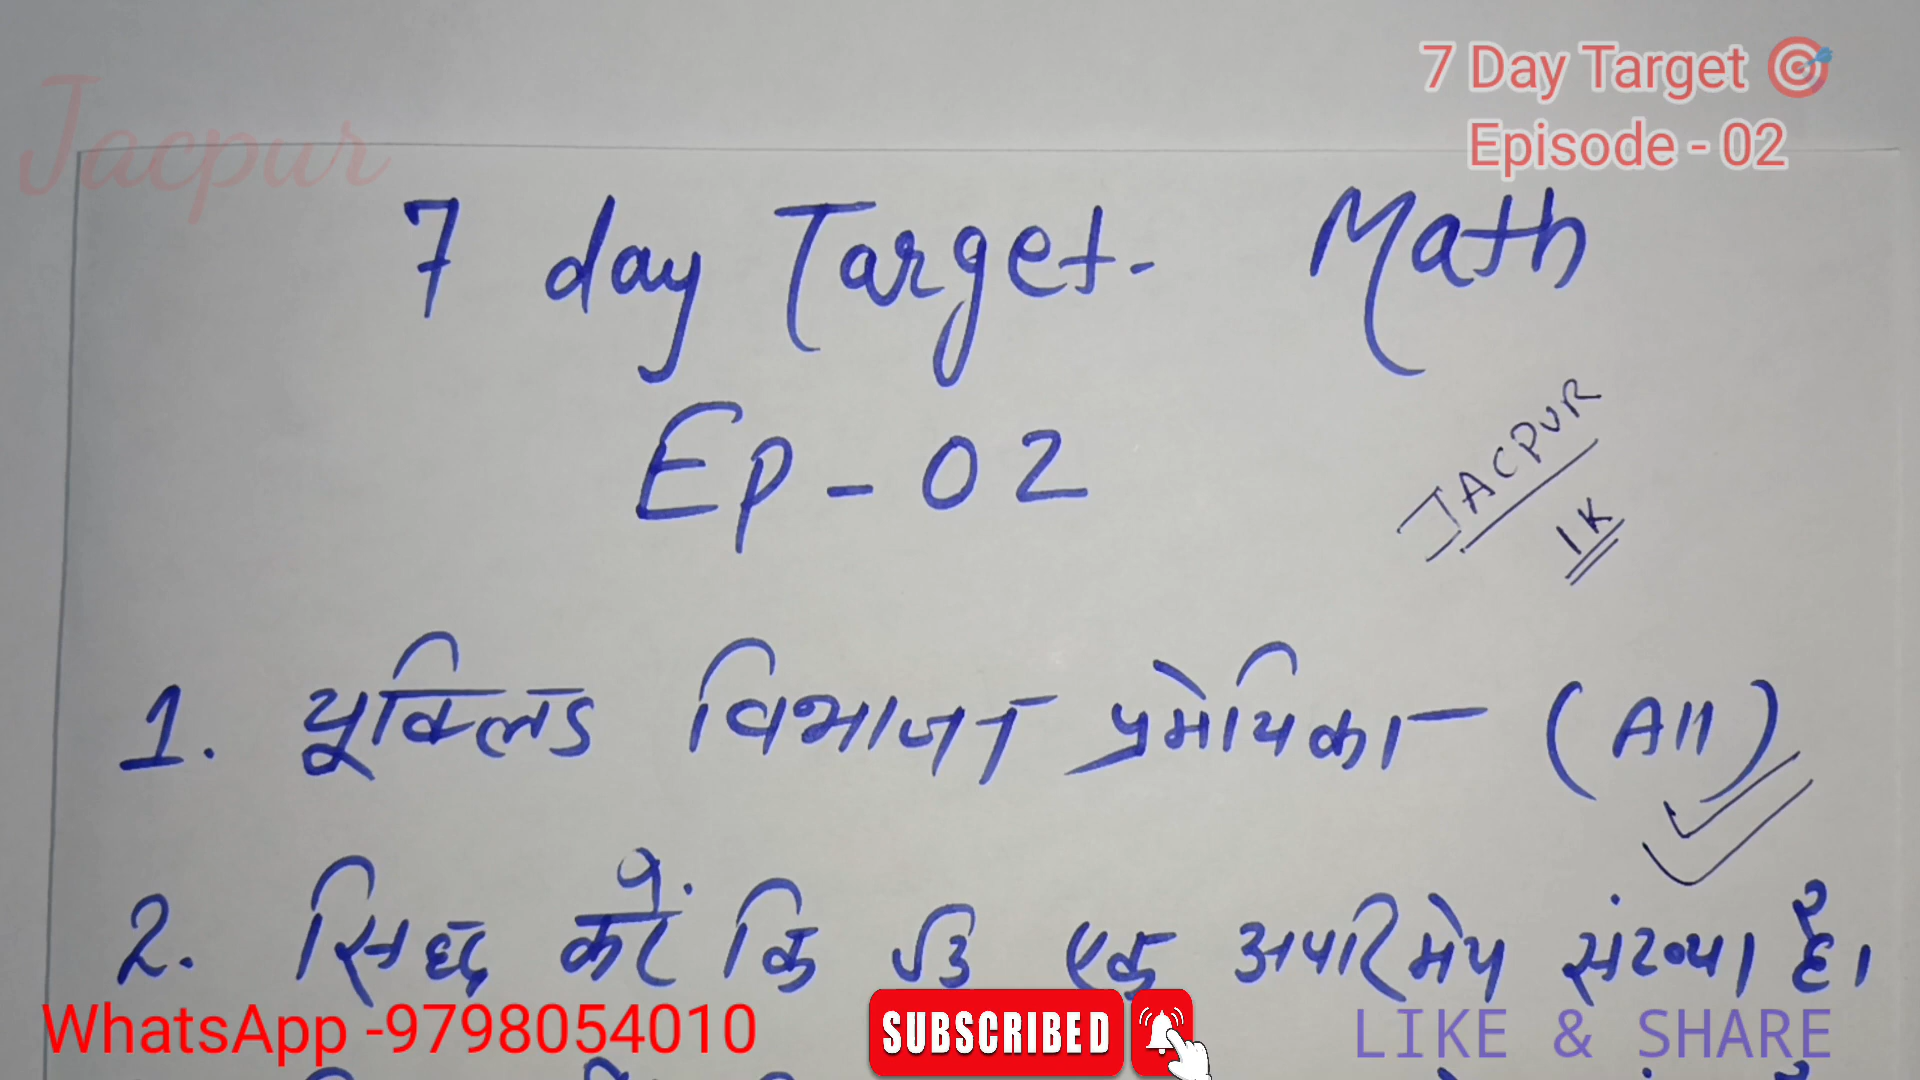 7 Day Target 🎯
Episode - 02
Jacpur
7 day Target- Math
Ep - 02
JACPUR
1K
1. यूक्लिड विभाजन प्रमेयिका - (All)
2. सिद्ध करें कि √3 एक अपरिमेय संख्या है।
WhatsApp -9798054010
SUBSCRIBED
LIKE & SHARE